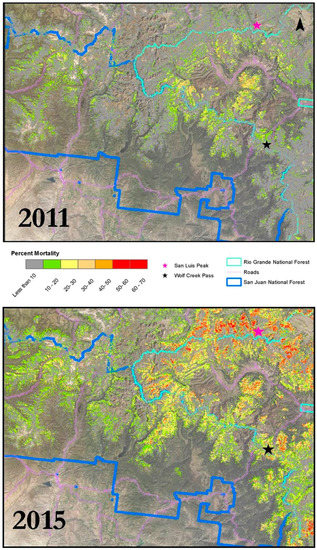 2011
Percent Mortality
Less than 10
10 - 20
20 - 30
30 - 40
40 - 50
50 - 60
60 - 70
San Luis Peak
Wolf Creek Pass
Rio Grande National Forest
Roads
San Juan National Forest
2015